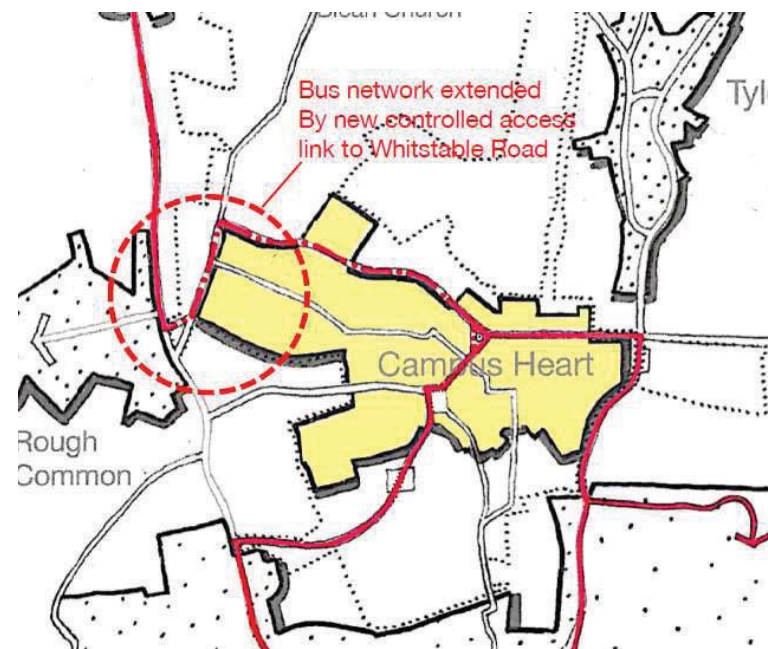 Blean Church
Bus network extended
By new controlled access
link to Whitstable Road
Tyl
Campus Heart
Rough
Common